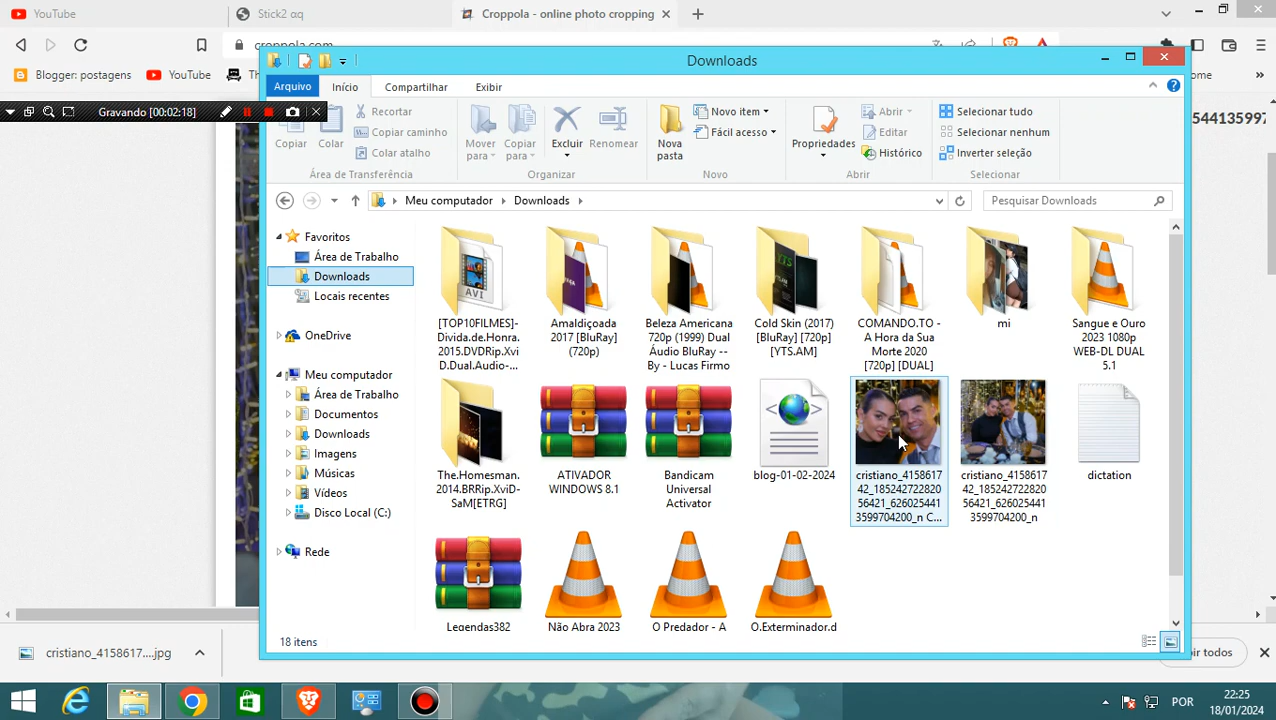 YouTube
Stick2 αq
Croppola - online photo cropping
croppola.com
Blogger: postagens
YouTube
Th
ome
Downloads
Gravando [00:02:18]
Arquivo
Início
Compartilhar
Exibir
Copiar
Colar
Recortar
Copiar caminho
Colar atalho
Área de Transferência
Mover para
Copiar para
Excluir
Renomear
Organizar
Nova pasta
Novo item
Fácil acesso
Novo
Propriedades
Abrir
Editar
Histórico
Abrir
Selecionar tudo
Selecionar nenhum
Inverter seleção
Selecionar
544135997
Meu computador
Downloads
Pesquisar Downloads
Favoritos
Área de Trabalho
Downloads
Locais recentes
OneDrive
Meu computador
Área de Trabalho
Documentos
Downloads
Imagens
Músicas
Vídeos
Disco Local (C:)
Rede
[TOP10FILMES]-
Divida.de.Honra.
2015.DVDRip.Xvi
D.Dual.Audio-...
Amaldiçoada
2017 [BluRay]
(720p)
Beleza Americana
720p (1999) Dual
Áudio BluRay --
By - Lucas Firmo
Cold Skin (2017)
[BluRay] [720p]
[YTS.AM]
COMANDO.TO -
A Hora da Sua
Morte 2020
[720p] [DUAL]
mi
Sangue e Ouro
2023 1080p
WEB-DL DUAL
5.1
The.Homesman.
2014.BRRip.XviD-
SaM[ETRG]
ATIVADOR
WINDOWS 8.1
Bandicam
Universal
Activator
blog-01-02-2024
cristiano_4158617
42_185242722820
56421_626025441
3599704200_n C...
cristiano_4158617
42_185242722820
56421_626025441
3599704200_n
dictation
Legendas382
Não Abra 2023
O Predador - A
O.Exterminador.d
18 itens
cristiano_4158617....jpg
ir todos
POR
22:25
18/01/2024